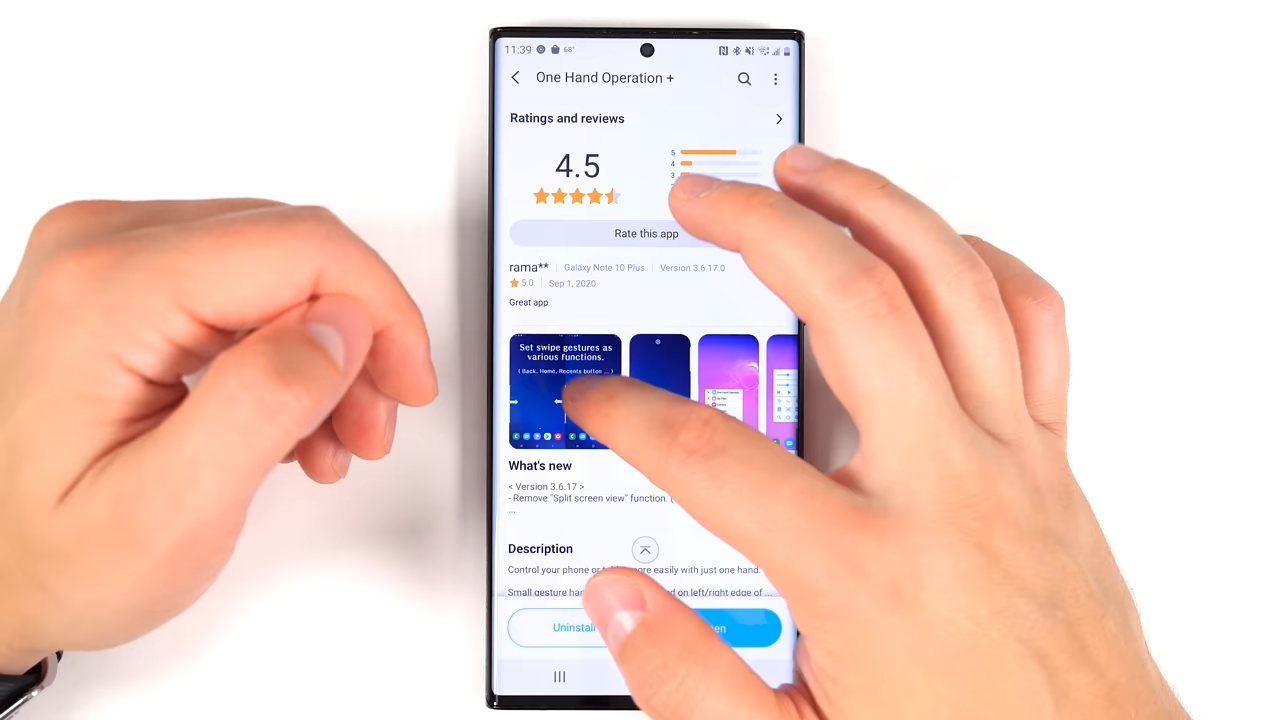 11:39 68°
One Hand Operation +
Ratings and reviews
4.5
5
4
3
Rate this app
rama** Galaxy Note 10 Plus Version 3.6.17.0
5.0 Sep 1, 2020
Great app
Set swipe gestures as
various functions.
( Back, Home, Recents button ... )
What's new
< Version 3.6.17 >
- Remove "Split screen view" function. (
...
Description
Control your phone or more easily with just one hand.
Small gesture on left/right edge of ...
Uninstall